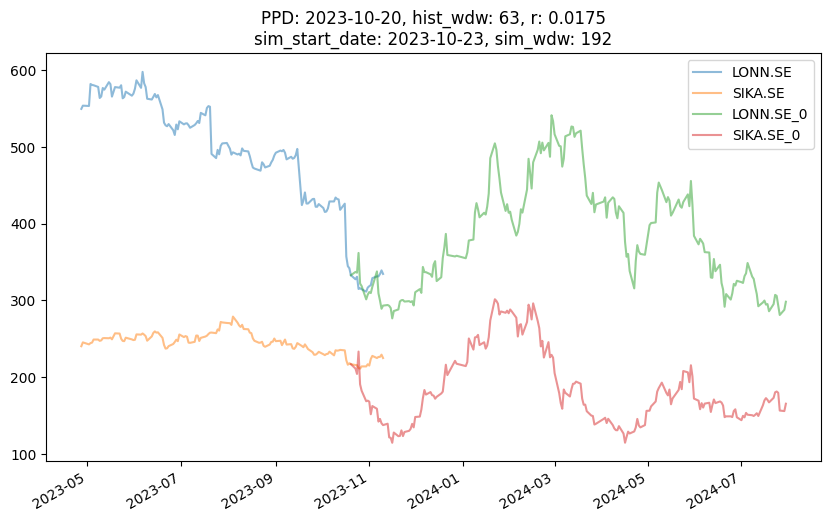 PPD: 2023-10-20, hist_wdw: 63, r: 0.0175
sim_start_date: 2023-10-23, sim_wdw: 192
LONN.SE
SIKA.SE
LONN.SE_0
SIKA.SE_0
600
500
400
300
200
100
2023-05
2023-07
2023-09
2023-11
2024-01
2024-03
2024-05
2024-07